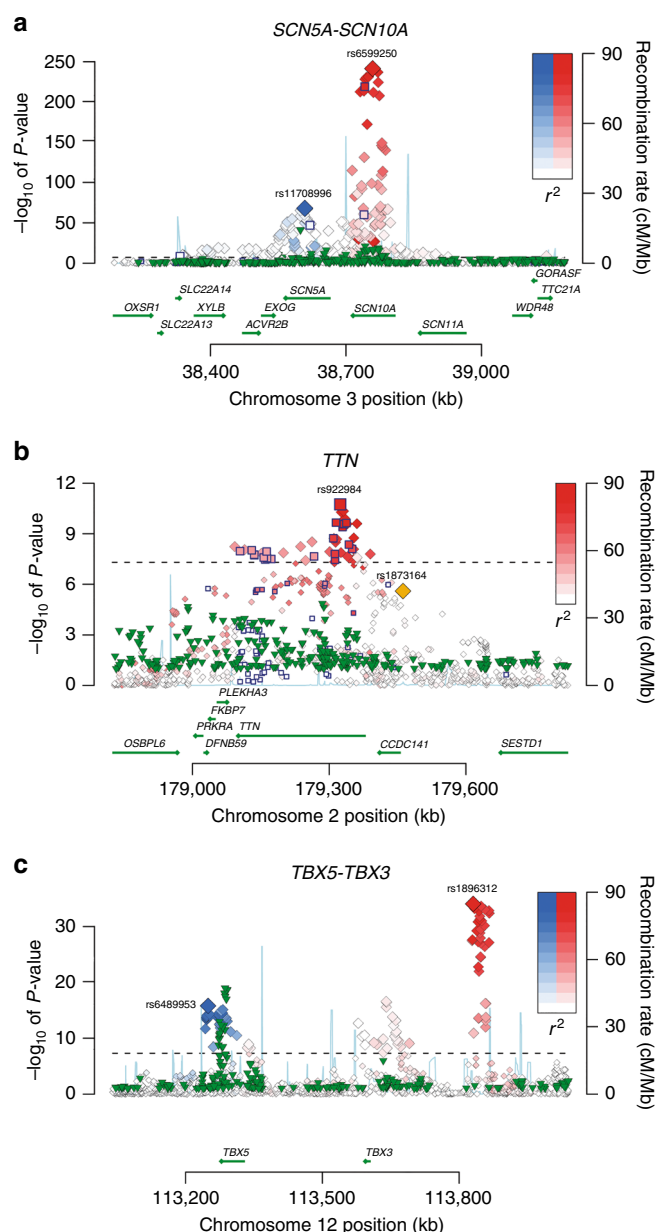 a
SCN5A-SCN10A
rs6599250
250
200
150
100
50
0
–log10 of P-value
rs11708996
r2
90
60
30
0
Recombination rate (cM/Mb)
GORASF
SLC22A14 SCN5A TTC21A
OXSR1 XYLB EXOG SCN10A WDR48
SLC22A13 ACVR2B SCN11A
38,400 38,700 39,000
Chromosome 3 position (kb)
b
TTN
rs922984
12
9
6
3
0
–log10 of P-value
rs1873164
r2
90
60
30
0
Recombination rate (cM/Mb)
PLEKHA3
FKBP7
PRKRA TTN
OSBPL6 DFNB59 CCDC141 SESTD1
179,000 179,300 179,600
Chromosome 2 position (kb)
c
TBX5-TBX3
rs1896312
30
20
10
0
–log10 of P-value
rs6489953
r2
90
60
30
0
Recombination rate (cM/Mb)
TBX5 TBX3
113,200 113,500 113,800
Chromosome 12 position (kb)